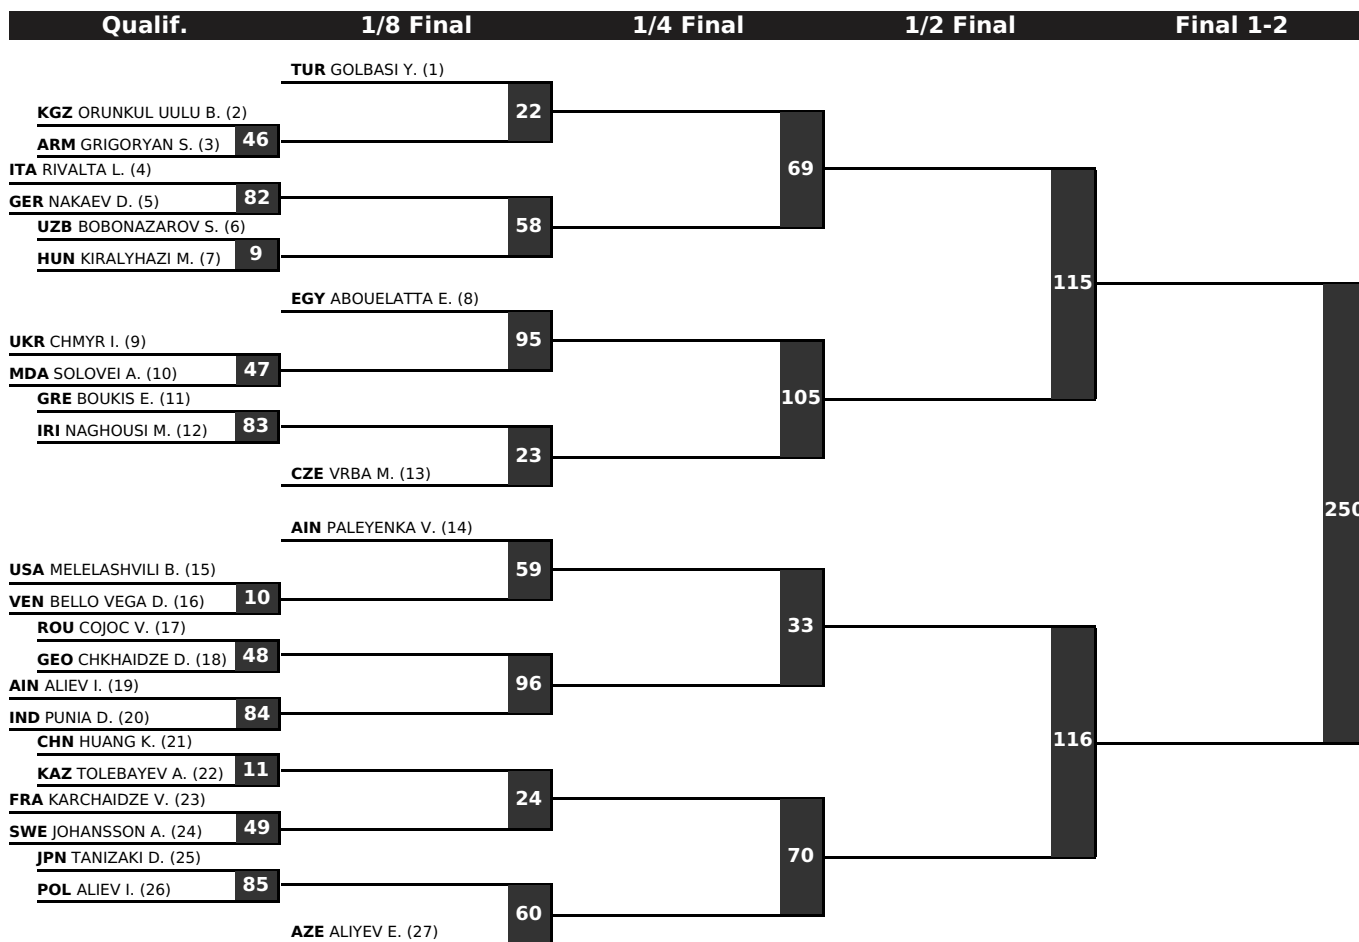 Qualif. 1/8 Final 1/4 Final 1/2 Final Final 1-2
TUR GOLBASI Y. (1)
22
KGZ ORUNKUL UULU B. (2)
46
ARM GRIGORYAN S. (3)
ITA RIVALTA L. (4)
69
82
GER NAKAEV D. (5)
58
UZB BOBONAZAROV S. (6)
9
HUN KIRALYHAZI M. (7)
115
EGY ABOUELATTA E. (8)
95
UKR CHMYR I. (9)
47
MDA SOLOVEI A. (10)
105
GRE BOUKIS E. (11)
83
IRI NAGHOUSI M. (12)
23
CZE VRBA M. (13)
250
AIN PALEYENKA V. (14)
59
USA MELELASHVILI B. (15)
10
VEN BELLO VEGA D. (16)
33
ROU COJOC V. (17)
48
GEO CHKHAIDZE D. (18)
96
AIN ALIEV I. (19)
84
IND PUNIA D. (20)
116
CHN HUANG K. (21)
11
KAZ TOLEBAYEV A. (22)
24
FRA KARCHAIDZE V. (23)
49
SWE JOHANSSON A. (24)
70
JPN TANIZAKI D. (25)
85
POL ALIEV I. (26)
60
AZE ALIYEV E. (27)